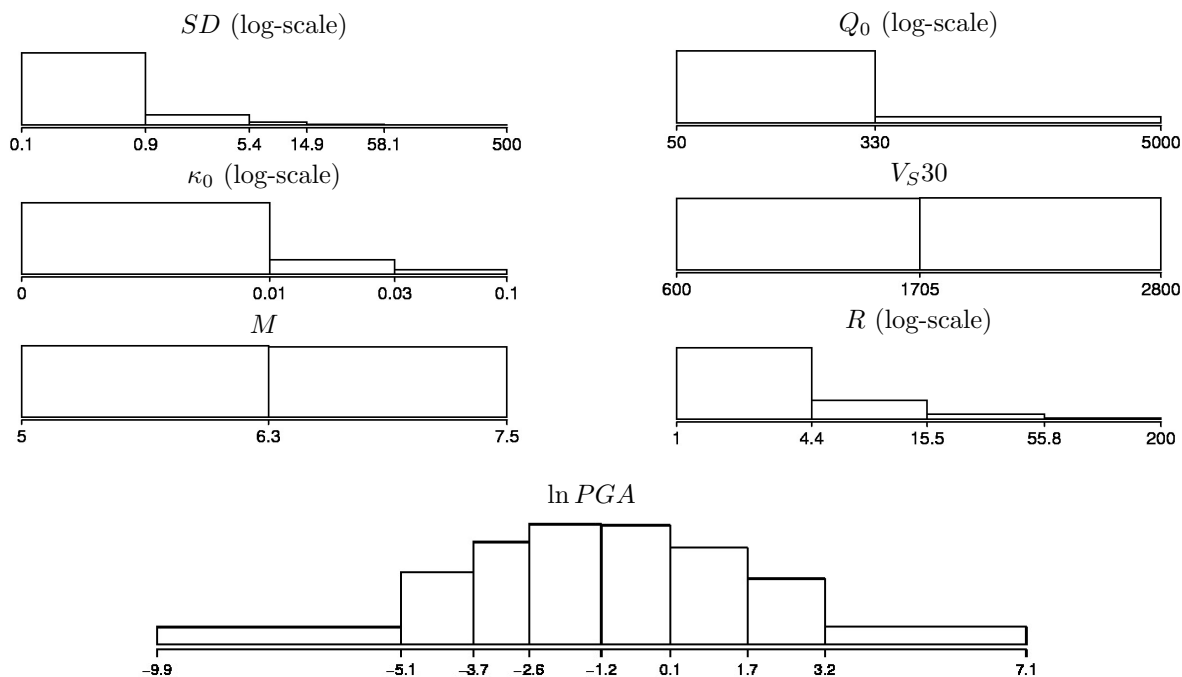 SD (log-scale)
0.1 0.9 5.4 14.9 58.1 500
Q₀ (log-scale)
50 330 5000
κ₀ (log-scale)
0 0.01 0.03 0.1
V_S30
600 1705 2800
M
5 6.3 7.5
R (log-scale)
1 4.4 15.5 55.8 200
ln PGA
−9.9 −5.1 −3.7 −2.6 −1.2 0.1 1.7 3.2 7.1